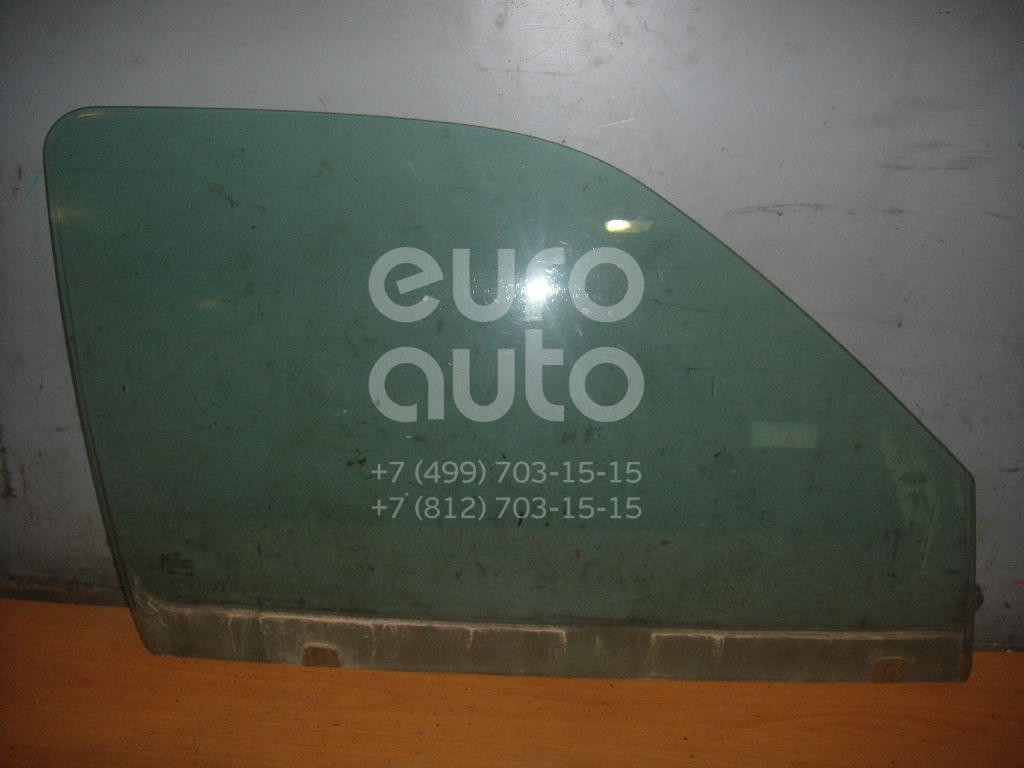 euro
auto
+7 (499) 703-15-15
+7 (812) 703-15-15